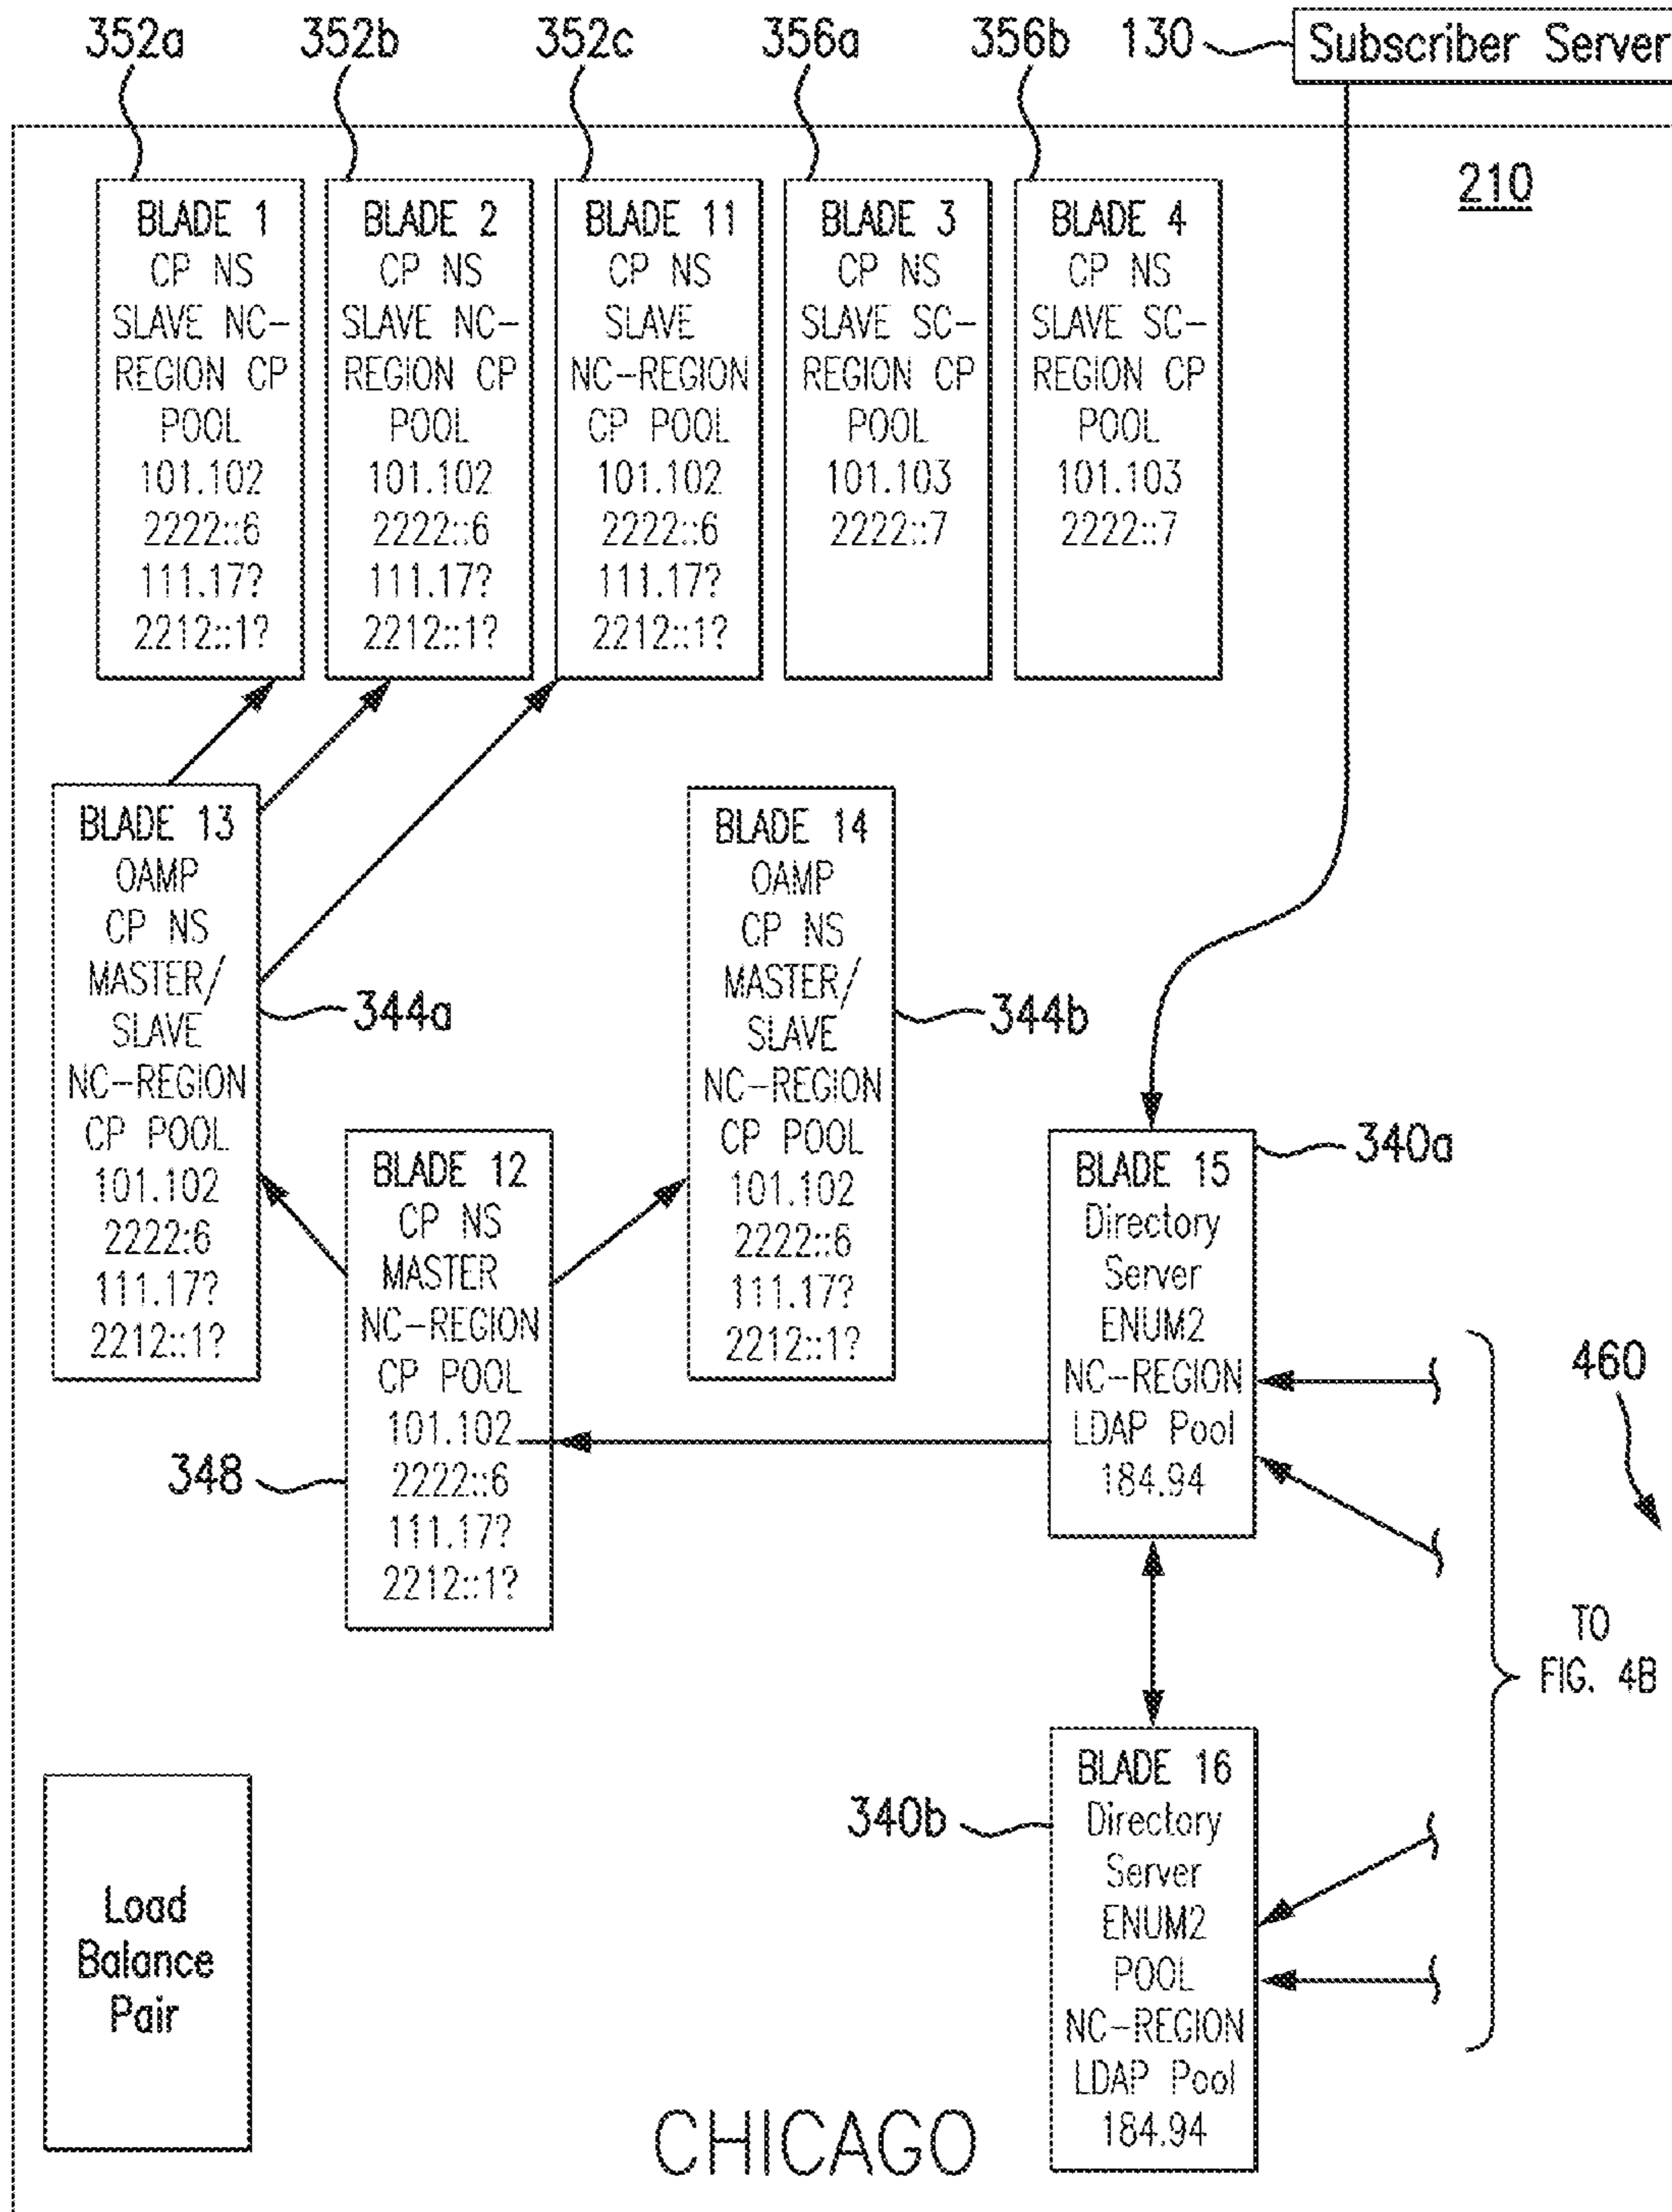 352a
352b
352c
356a
356b
130
Subscriber Server
210
BLADE 1
CP NS
SLAVE NC-
REGION CP
POOL
101.102
2222::6
111.17?
2212::1?
BLADE 2
CP NS
SLAVE NC-
REGION CP
POOL
101.102
2222::6
111.17?
2212::1?
BLADE 11
CP NS
SLAVE
NC-REGION
CP POOL
101.102
2222::6
111.17?
2212::1?
BLADE 3
CP NS
SLAVE SC-
REGION CP
POOL
101.103
2222::7
BLADE 4
CP NS
SLAVE SC-
REGION CP
POOL
101.103
2222::7
BLADE 13
OAMP
CP NS
MASTER/
SLAVE
NC-REGION
CP POOL
101.102
2222:6
111.17?
2212::1?
344a
BLADE 14
OAMP
CP NS
MASTER/
SLAVE
NC-REGION
CP POOL
101.102
2222::6
111.17?
2212::1?
344b
BLADE 12
CP NS
MASTER
NC-REGION
CP POOL
101.102
2222::6
111.17?
2212::1?
348
BLADE 15
Directory
Server
ENUM2
NC-REGION
LDAP Pool
184.94
340a
460
TO
FIG. 4B
BLADE 16
Directory
Server
ENUM2
POOL
NC-REGION
LDAP Pool
184.94
340b
Load
Balance
Pair
CHICAGO